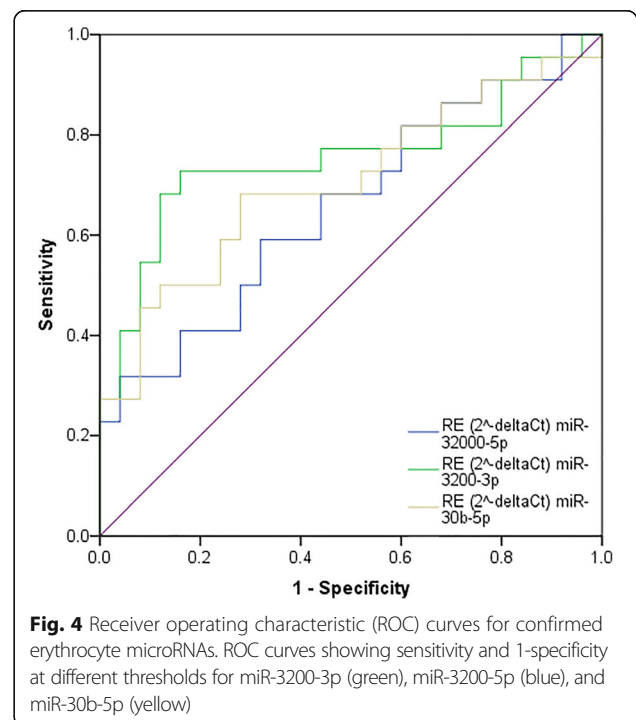 1.0
0.8
0.6
0.4
0.2
0.0
Sensitivity
RE (2^-deltaCt) miR-
32000-5p
RE (2^-deltaCt) miR-
3200-3p
RE (2^-deltaCt) miR-
30b-5p
0.0 0.2 0.4 0.6 0.8 1.0
1 - Specificity
Fig. 4 Receiver operating characteristic (ROC) curves for confirmed
erythrocyte microRNAs. ROC curves showing sensitivity and 1-specificity
at different thresholds for miR-3200-3p (green), miR-3200-5p (blue), and
miR-30b-5p (yellow)